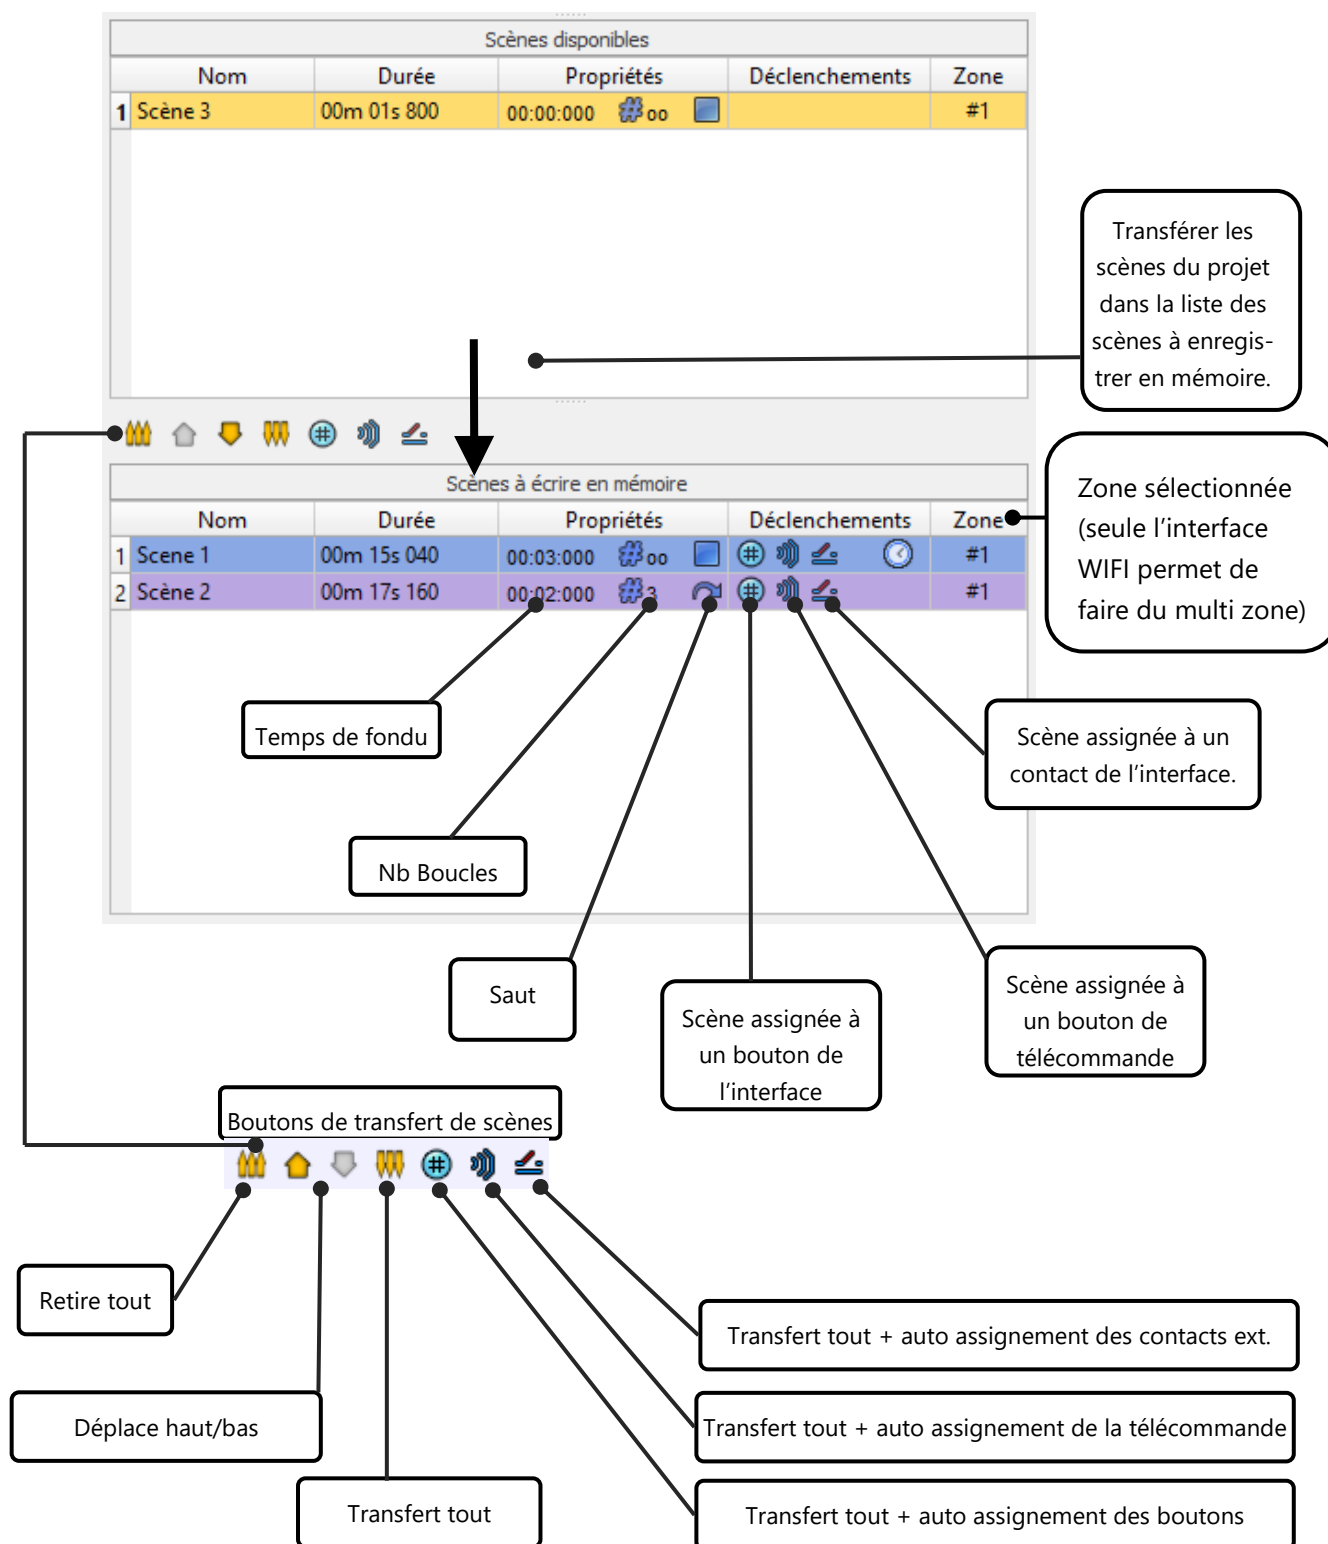 Scènes disponibles
Nom Durée Propriétés Déclenchements Zone
1 Scène 3 00m 01s 800 00:00:000 oo #1
Transférer les
scènes du projet
dans la liste des
scènes à enregis-
trer en mémoire.
Scènes à écrire en mémoire
Nom Durée Propriétés Déclenchements Zone
1 Scene 1 00m 15s 040 00:03:000 oo #1
2 Scène 2 00m 17s 160 00:02:000 3 #1
Zone sélectionnée
(seule l'interface
WIFI permet de
faire du multi zone)
Temps de fondu
Scène assignée à un
contact de l'interface.
Nb Boucles
Saut
Scène assignée à
un bouton de
l'interface
Scène assignée à
un bouton de
télécommande
Boutons de transfert de scènes
Retire tout
Transfert tout + auto assignement des contacts ext.
Déplace haut/bas
Transfert tout + auto assignement de la télécommande
Transfert tout
Transfert tout + auto assignement des boutons